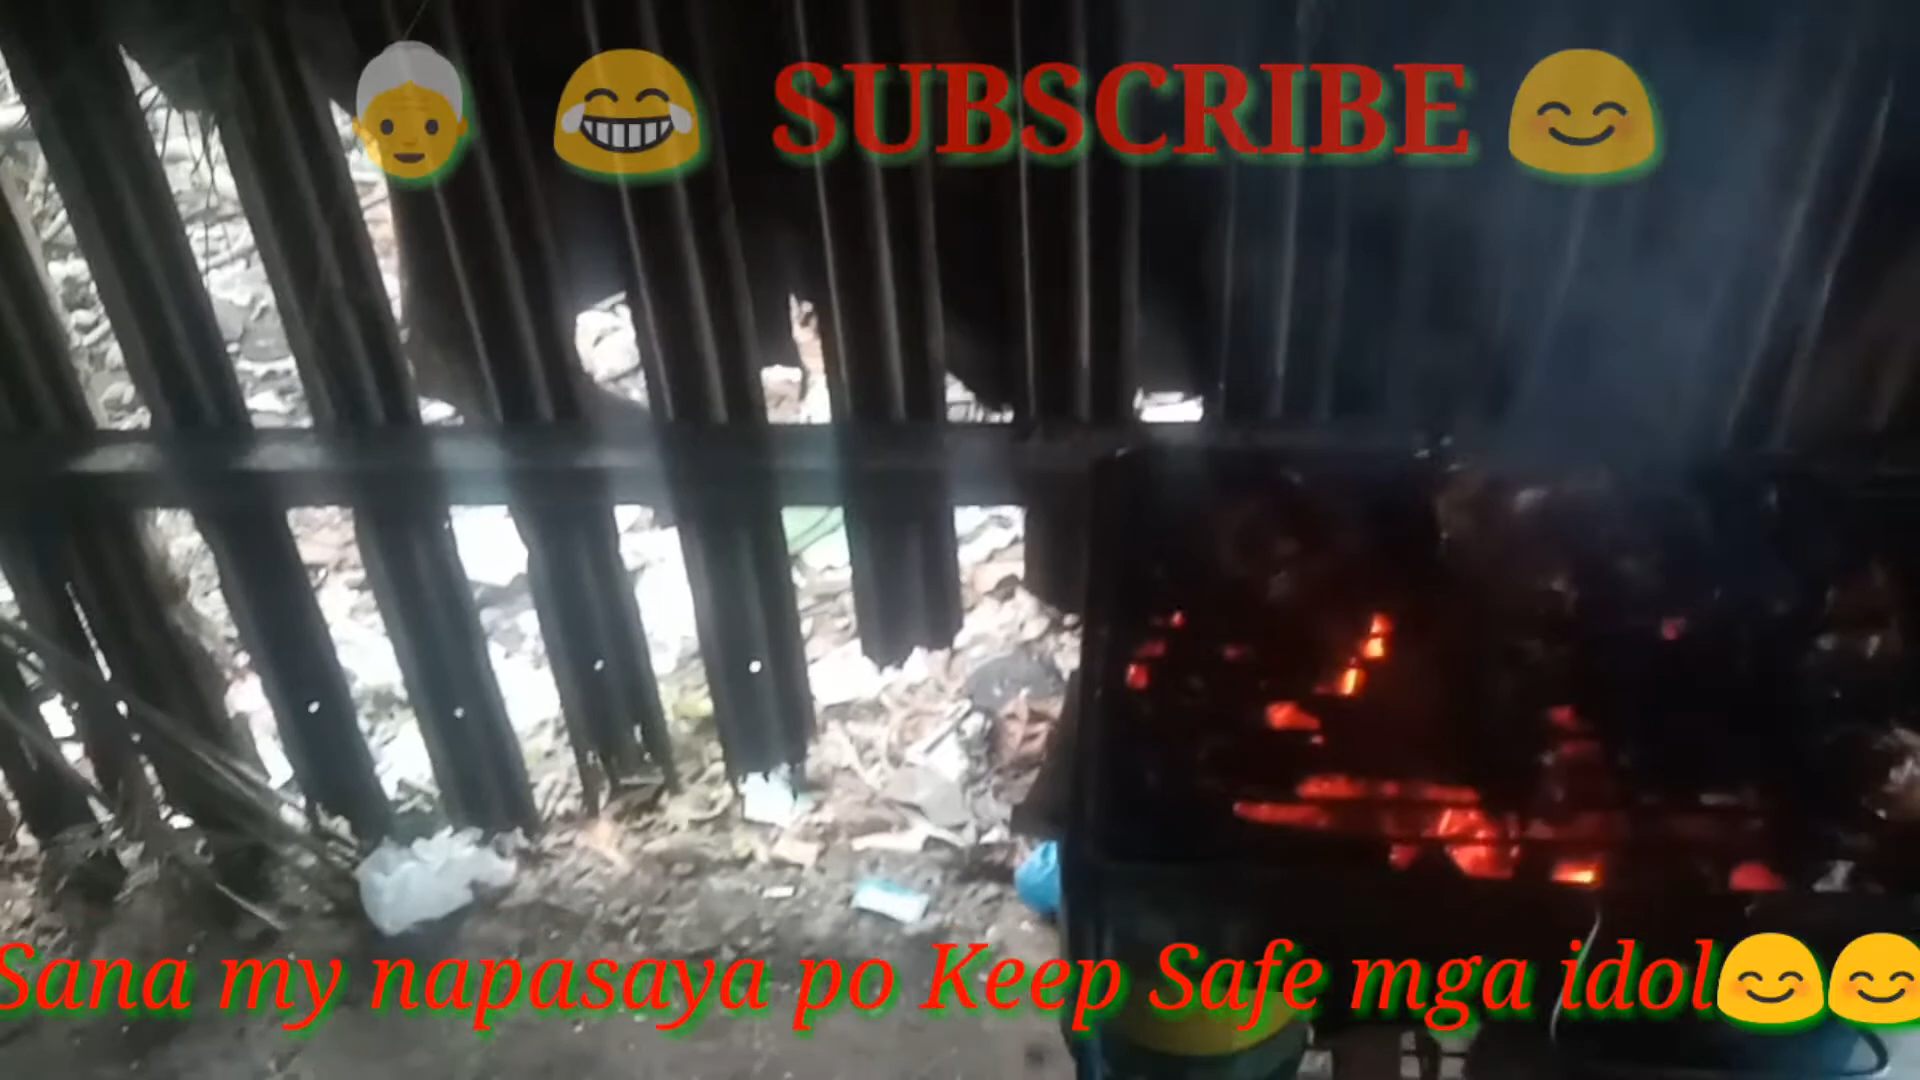 👵 😂 SUBSCRIBE 😊
Sana my napasaya po Keep Safe mga idol😊😊